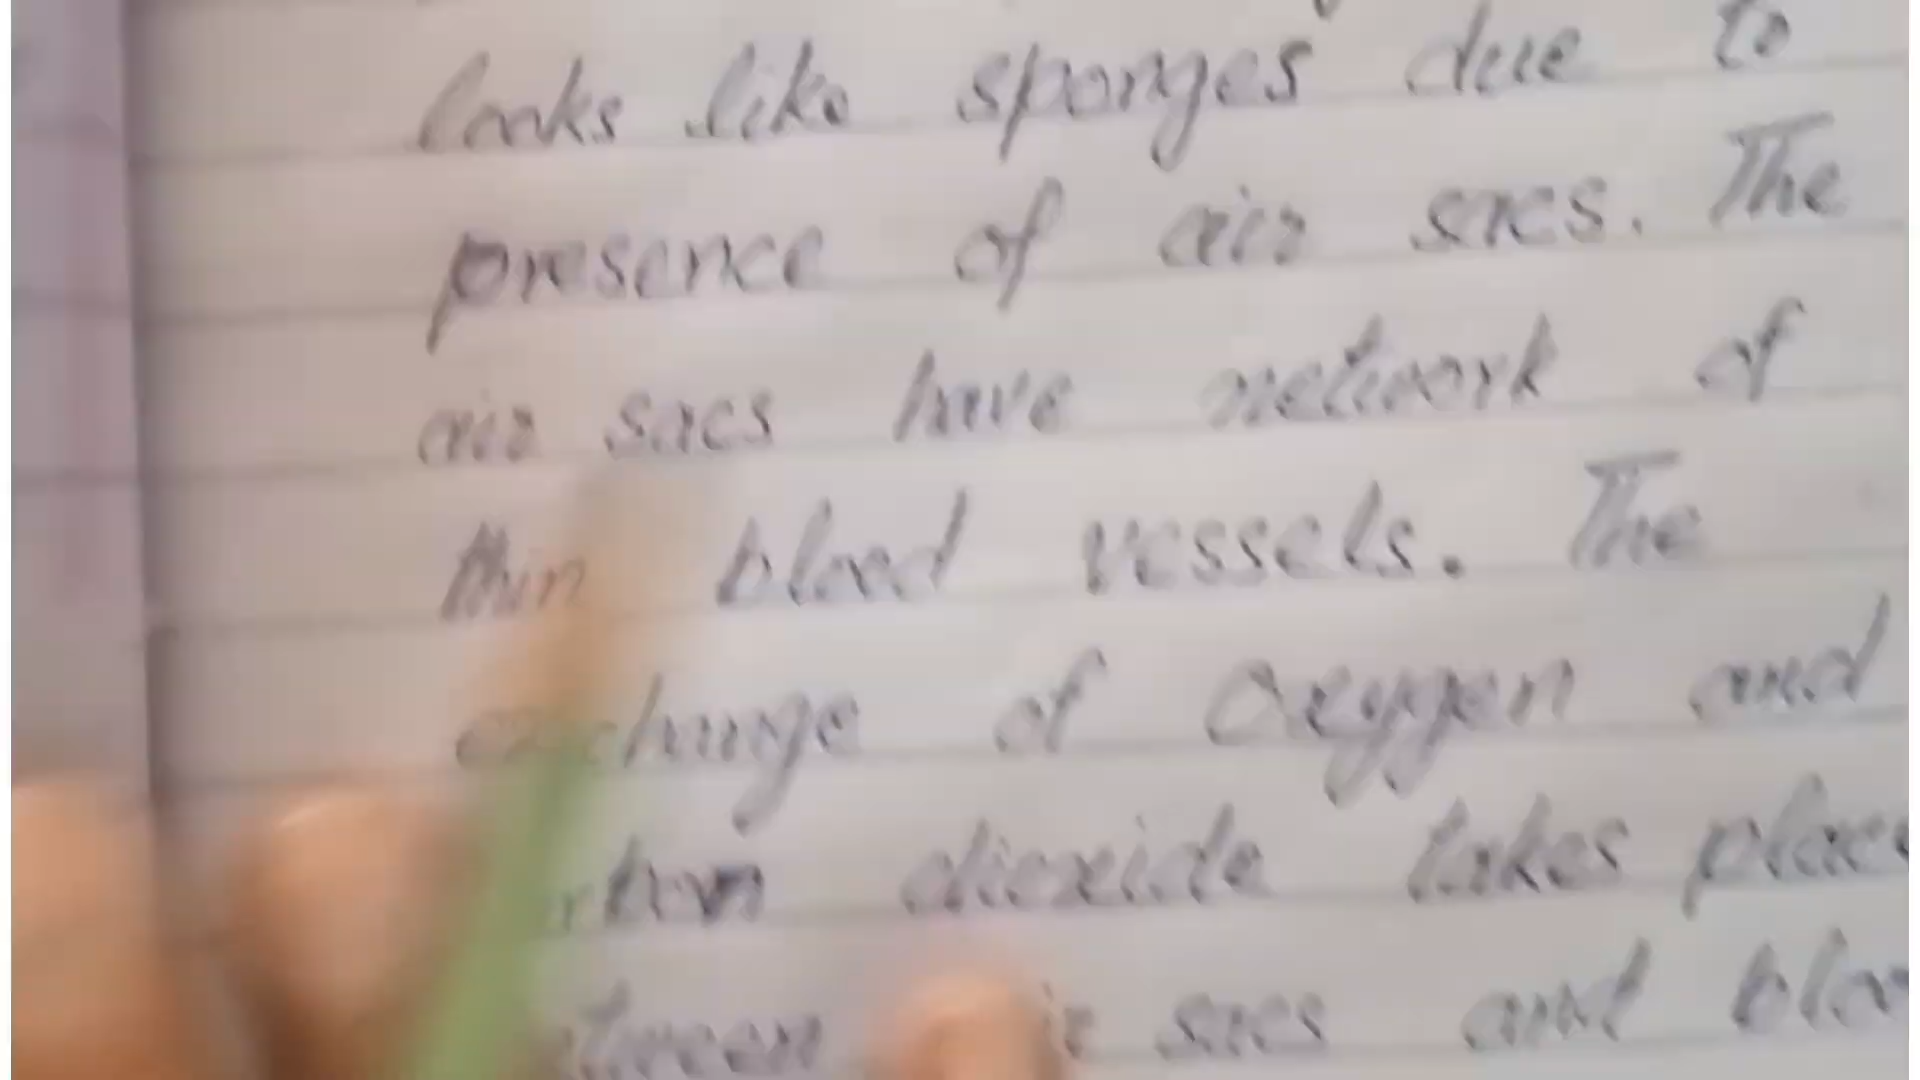 looks like sponges due to
presence of air sacs. The
air sacs have network of
thin blood vessels. The
exchange of Oxygen and
dioxide takes place
sacs and